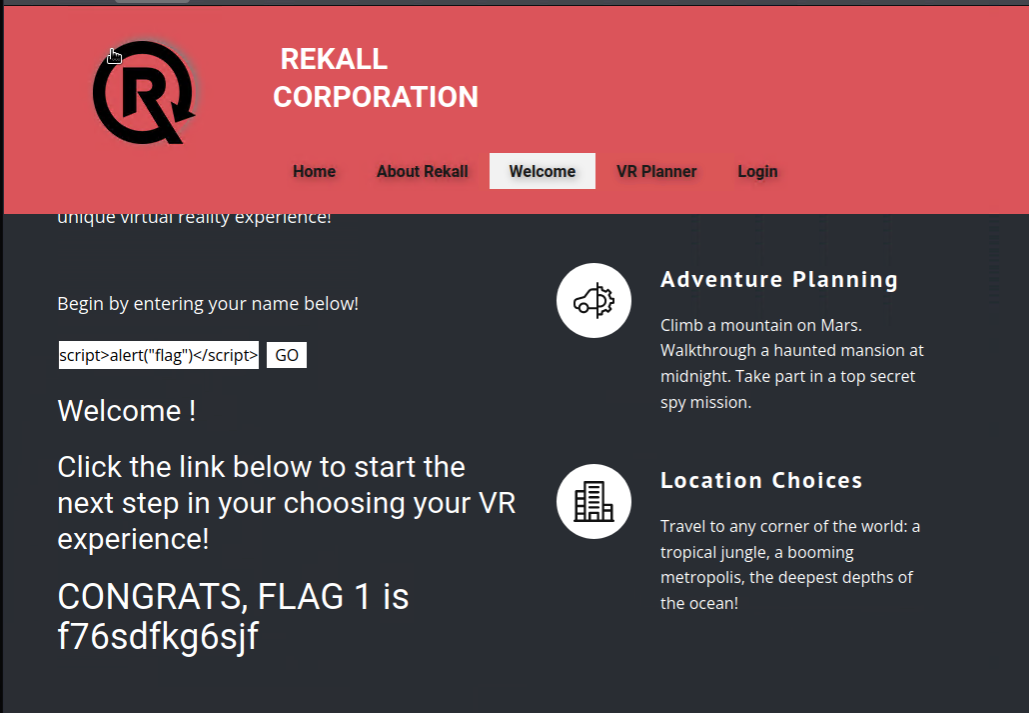 REKALL
CORPORATION
Home About Rekall Welcome VR Planner Login
unique virtual reality experience!
Begin by entering your name below!
script>alert("flag")</script> GO
Welcome !
Click the link below to start the
next step in your choosing your VR
experience!
CONGRATS, FLAG 1 is
f76sdfkg6sjf
Adventure Planning
Climb a mountain on Mars.
Walkthrough a haunted mansion at
midnight. Take part in a top secret
spy mission.
Location Choices
Travel to any corner of the world: a
tropical jungle, a booming
metropolis, the deepest depths of
the ocean!